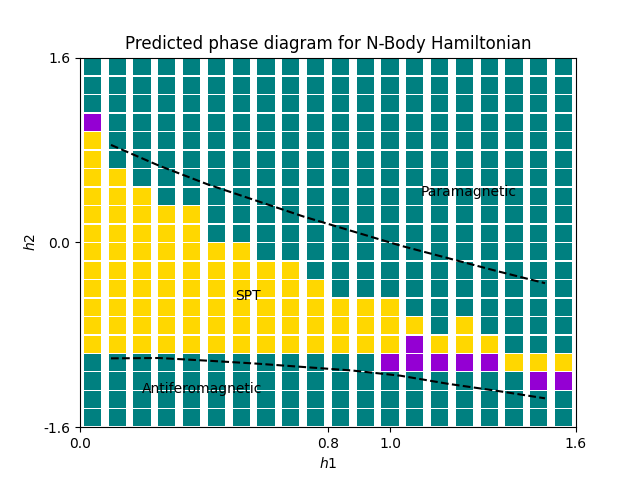 Predicted phase diagram for N-Body Hamiltonian
1.6
Paramagnetic
h2
0.0
SPT
Antiferomagnetic
-1.6
0.0 0.8 1.0 1.6
h1